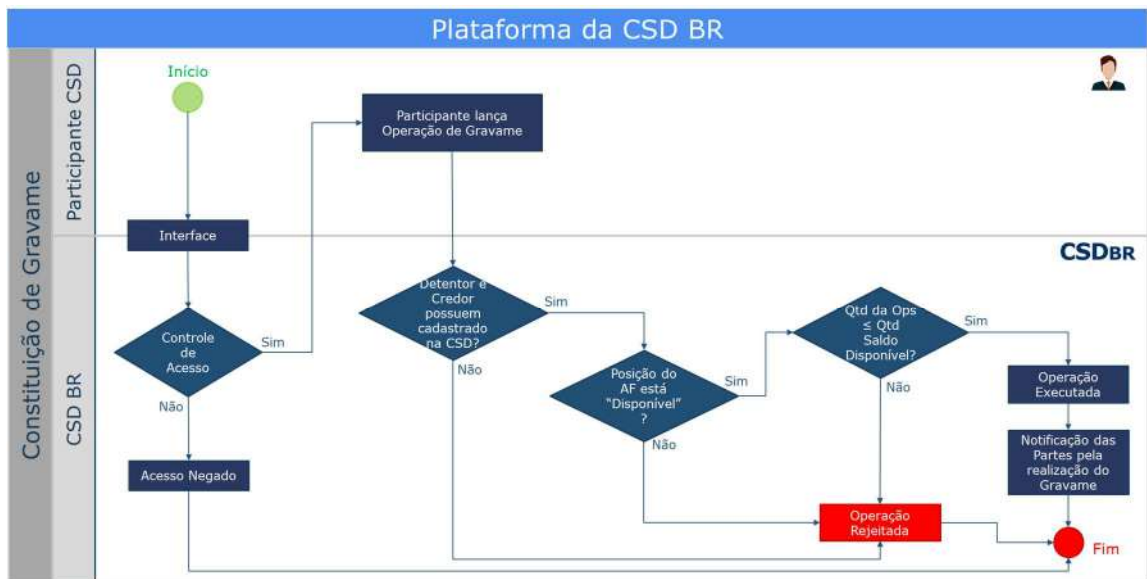 Plataforma da CSD BR
Constituição de Gravame
Participante CSD
Início
Participante lança
Operação de Gravame
Interface
CSD BR
CSDBR
Controle
de
Acesso
Sim
Não
Acesso Negado
Detentor e
Credor
possuem
cadastrado
na CSD?
Sim
Não
Posição do
AF está
“Disponível”
?
Sim
Não
Qtd da Ops
≤ Qtd
Saldo
Disponível?
Sim
Não
Operação
Executada
Notificação das
Partes pela
realização do
Gravame
Operação
Rejeitada
Fim